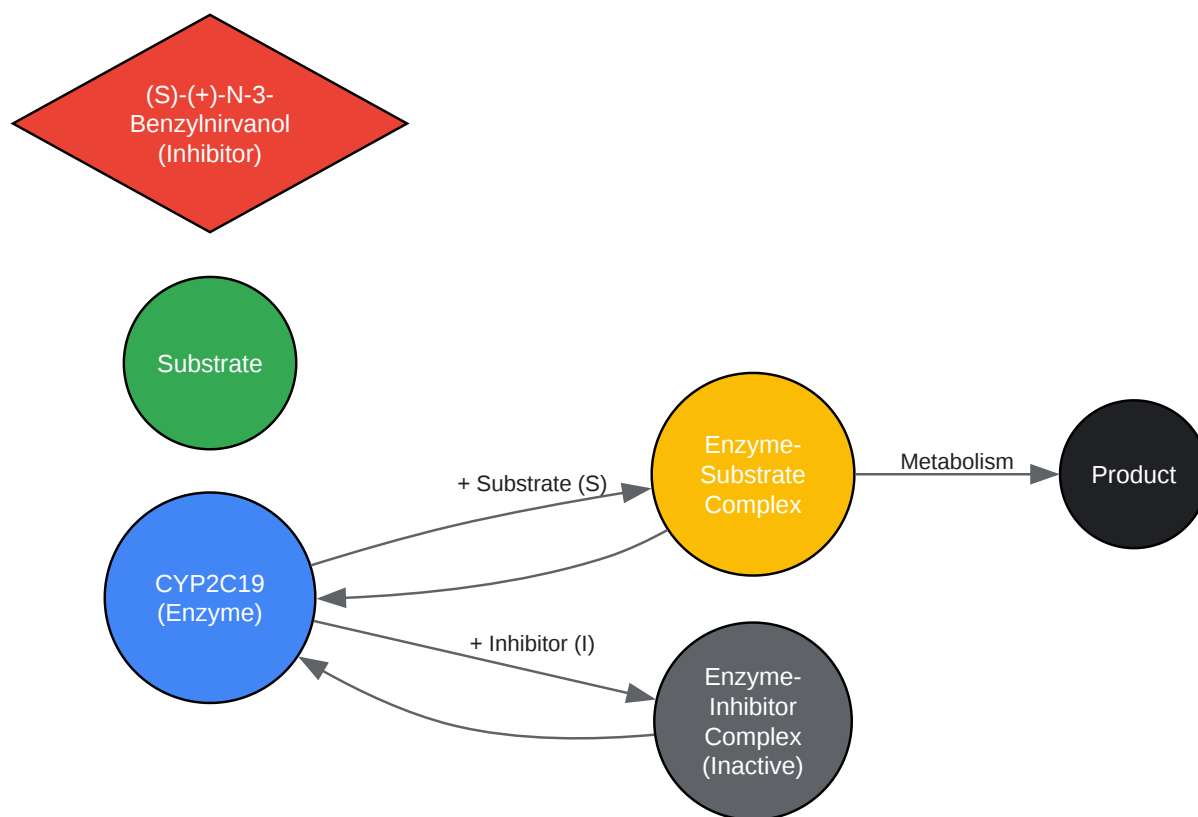 (S)-(+)-N-3-
Benzylnirvanol
(Inhibitor)
Substrate
CYP2C19
(Enzyme)
+ Substrate (S)
+ Inhibitor (I)
Enzyme-
Substrate
Complex
Enzyme-
Inhibitor
Complex
(Inactive)
Metabolism
Product